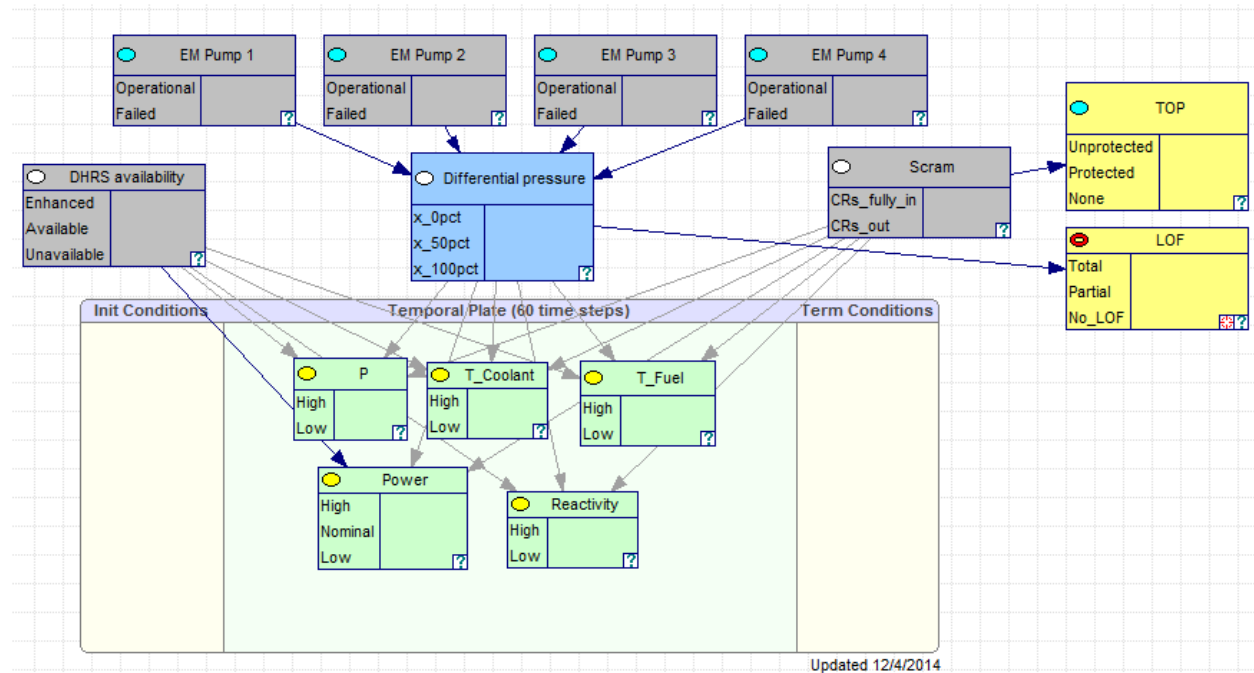 EM Pump 1
Operational
Failed
?
EM Pump 2
Operational
Failed
?
EM Pump 3
Operational
Failed
?
EM Pump 4
Operational
Failed
?
TOP
Unprotected
Protected
None
?
DHRS availability
Enhanced
Available
Unavailable
?
Differential pressure
x_0pct
x_50pct
x_100pct
?
Scram
CRs_fully_in
CRs_out
?
LOF
Total
Partial
No_LOF
?
Init Conditions
Temporal Plate (60 time steps)
Term Conditions
P
High
Low
?
T_Coolant
High
Low
?
T_Fuel
High
Low
?
Power
High
Nominal
Low
?
Reactivity
High
Low
?
Updated 12/4/2014